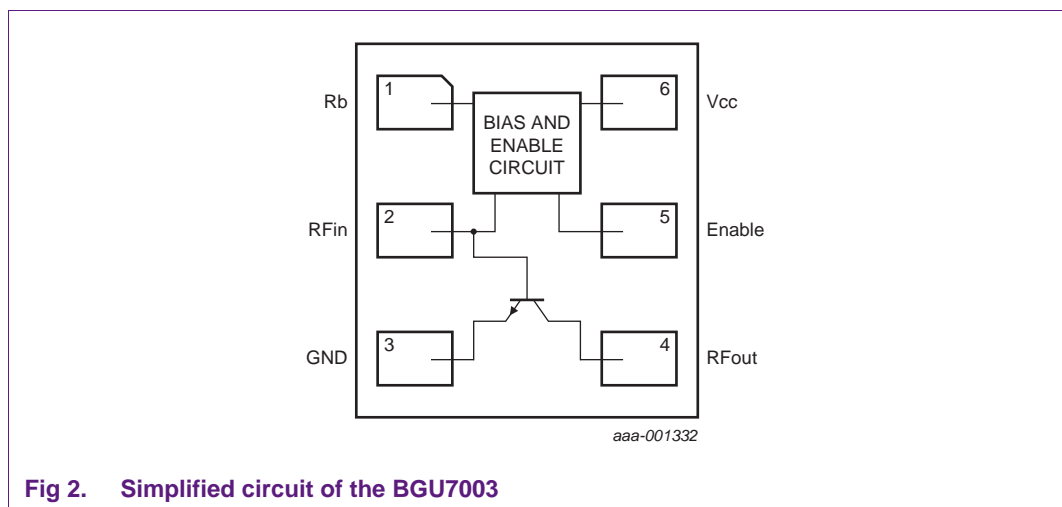 Rb
1
BIAS AND
ENABLE
CIRCUIT
6
Vcc
RFin
2
5
Enable
GND
3
4
RFout
aaa-001332
Fig 2. Simplified circuit of the BGU7003